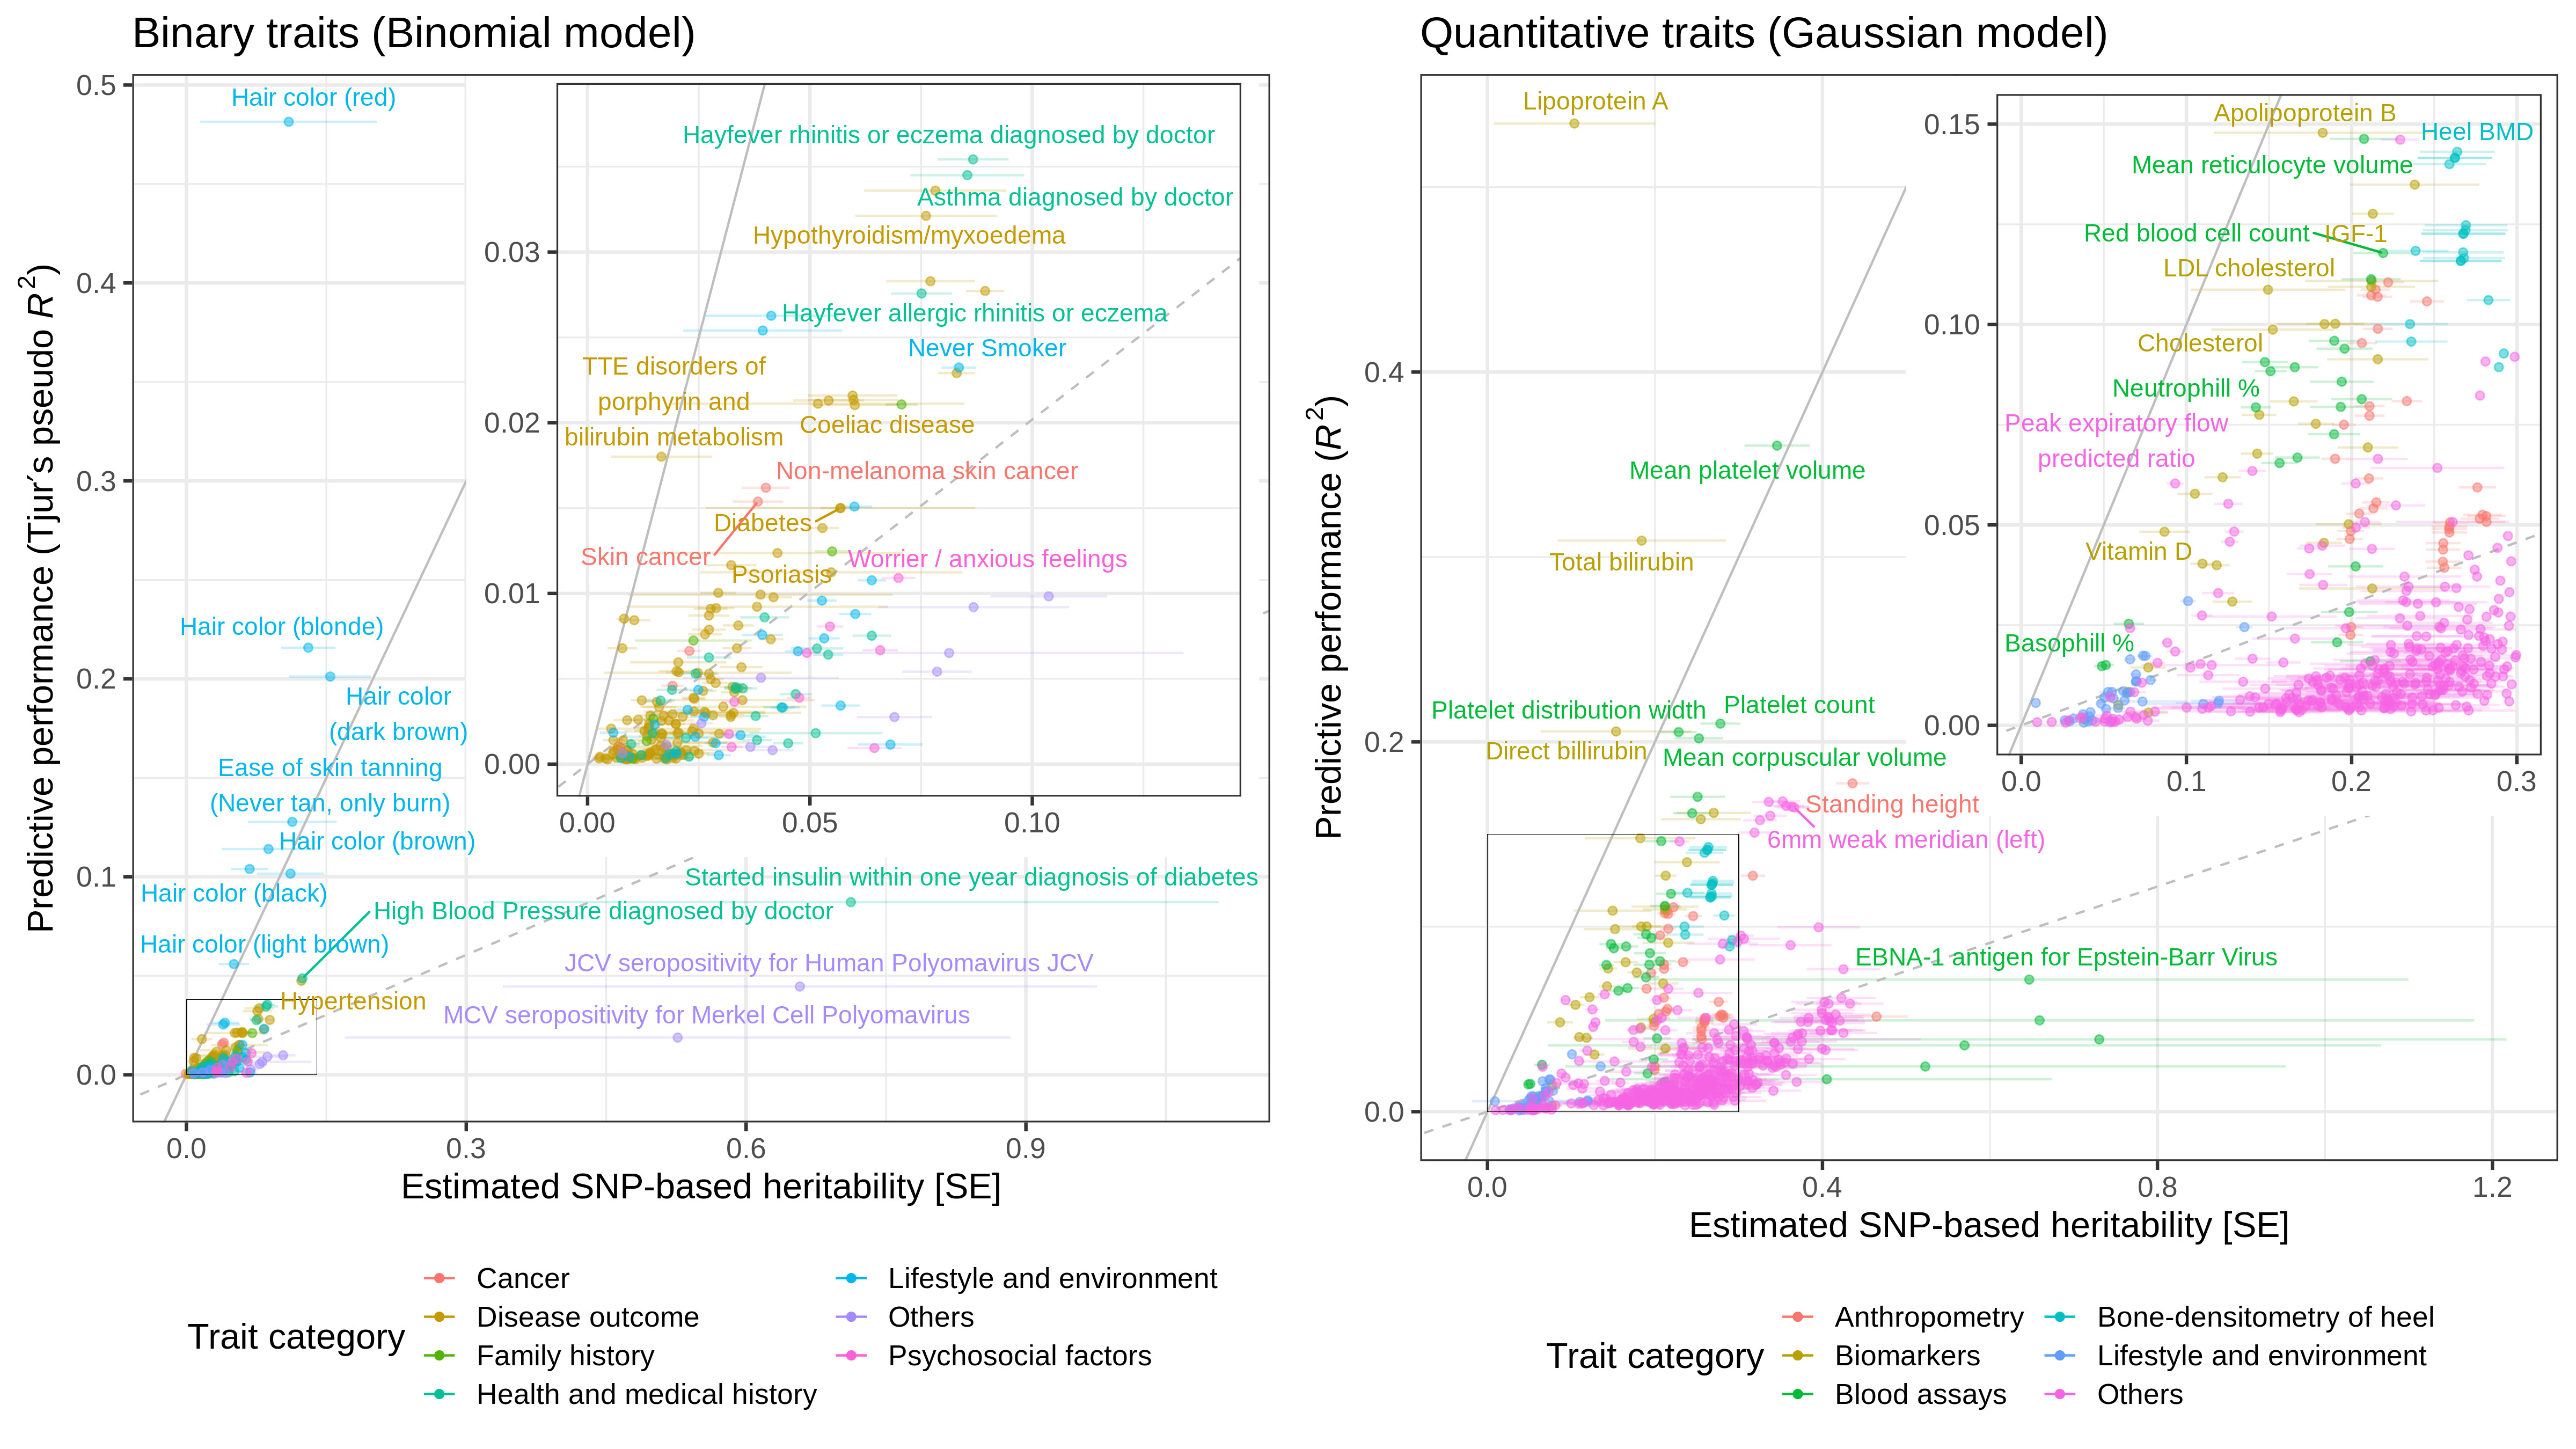 Binary traits (Binomial model)
Predictive performance (Tjur´s pseudo R²)
0.5
0.4
0.3
0.2
0.1
0.0
Hair color (red)
Hair color (blonde)
Hair color
(dark brown)
Ease of skin tanning
(Never tan, only burn)
Hair color (brown)
Hair color (black)
Hair color (light brown)
Started insulin within one year diagnosis of diabetes
High Blood Pressure diagnosed by doctor
JCV seropositivity for Human Polyomavirus JCV
Hypertension
MCV seropositivity for Merkel Cell Polyomavirus
0.03
0.02
0.01
0.00
Hayfever rhinitis or eczema diagnosed by doctor
Asthma diagnosed by doctor
Hypothyroidism/myxoedema
Hayfever allergic rhinitis or eczema
Never Smoker
TTE disorders of
porphyrin and
bilirubin metabolism
Coeliac disease
Non-melanoma skin cancer
Diabetes
Skin cancer
Worrier / anxious feelings
Psoriasis
0.00
0.05
0.10
0.0
0.3
0.6
0.9
Estimated SNP-based heritability [SE]
Trait category
Cancer
Disease outcome
Family history
Health and medical history
Lifestyle and environment
Others
Psychosocial factors
Quantitative traits (Gaussian model)
Predictive performance (R²)
0.4
0.2
0.0
Lipoprotein A
Mean platelet volume
Total bilirubin
Platelet distribution width
Platelet count
Direct billirubin
Mean corpuscular volume
Standing height
6mm weak meridian (left)
EBNA-1 antigen for Epstein-Barr Virus
0.15
0.10
0.05
0.00
Apolipoprotein B
Heel BMD
Mean reticulocyte volume
Red blood cell count
IGF-1
LDL cholesterol
Cholesterol
Neutrophill %
Peak expiratory flow
predicted ratio
Vitamin D
Basophill %
0.0
0.1
0.2
0.3
0.0
0.4
0.8
1.2
Estimated SNP-based heritability [SE]
Trait category
Anthropometry
Biomarkers
Blood assays
Bone-densitometry of heel
Lifestyle and environment
Others